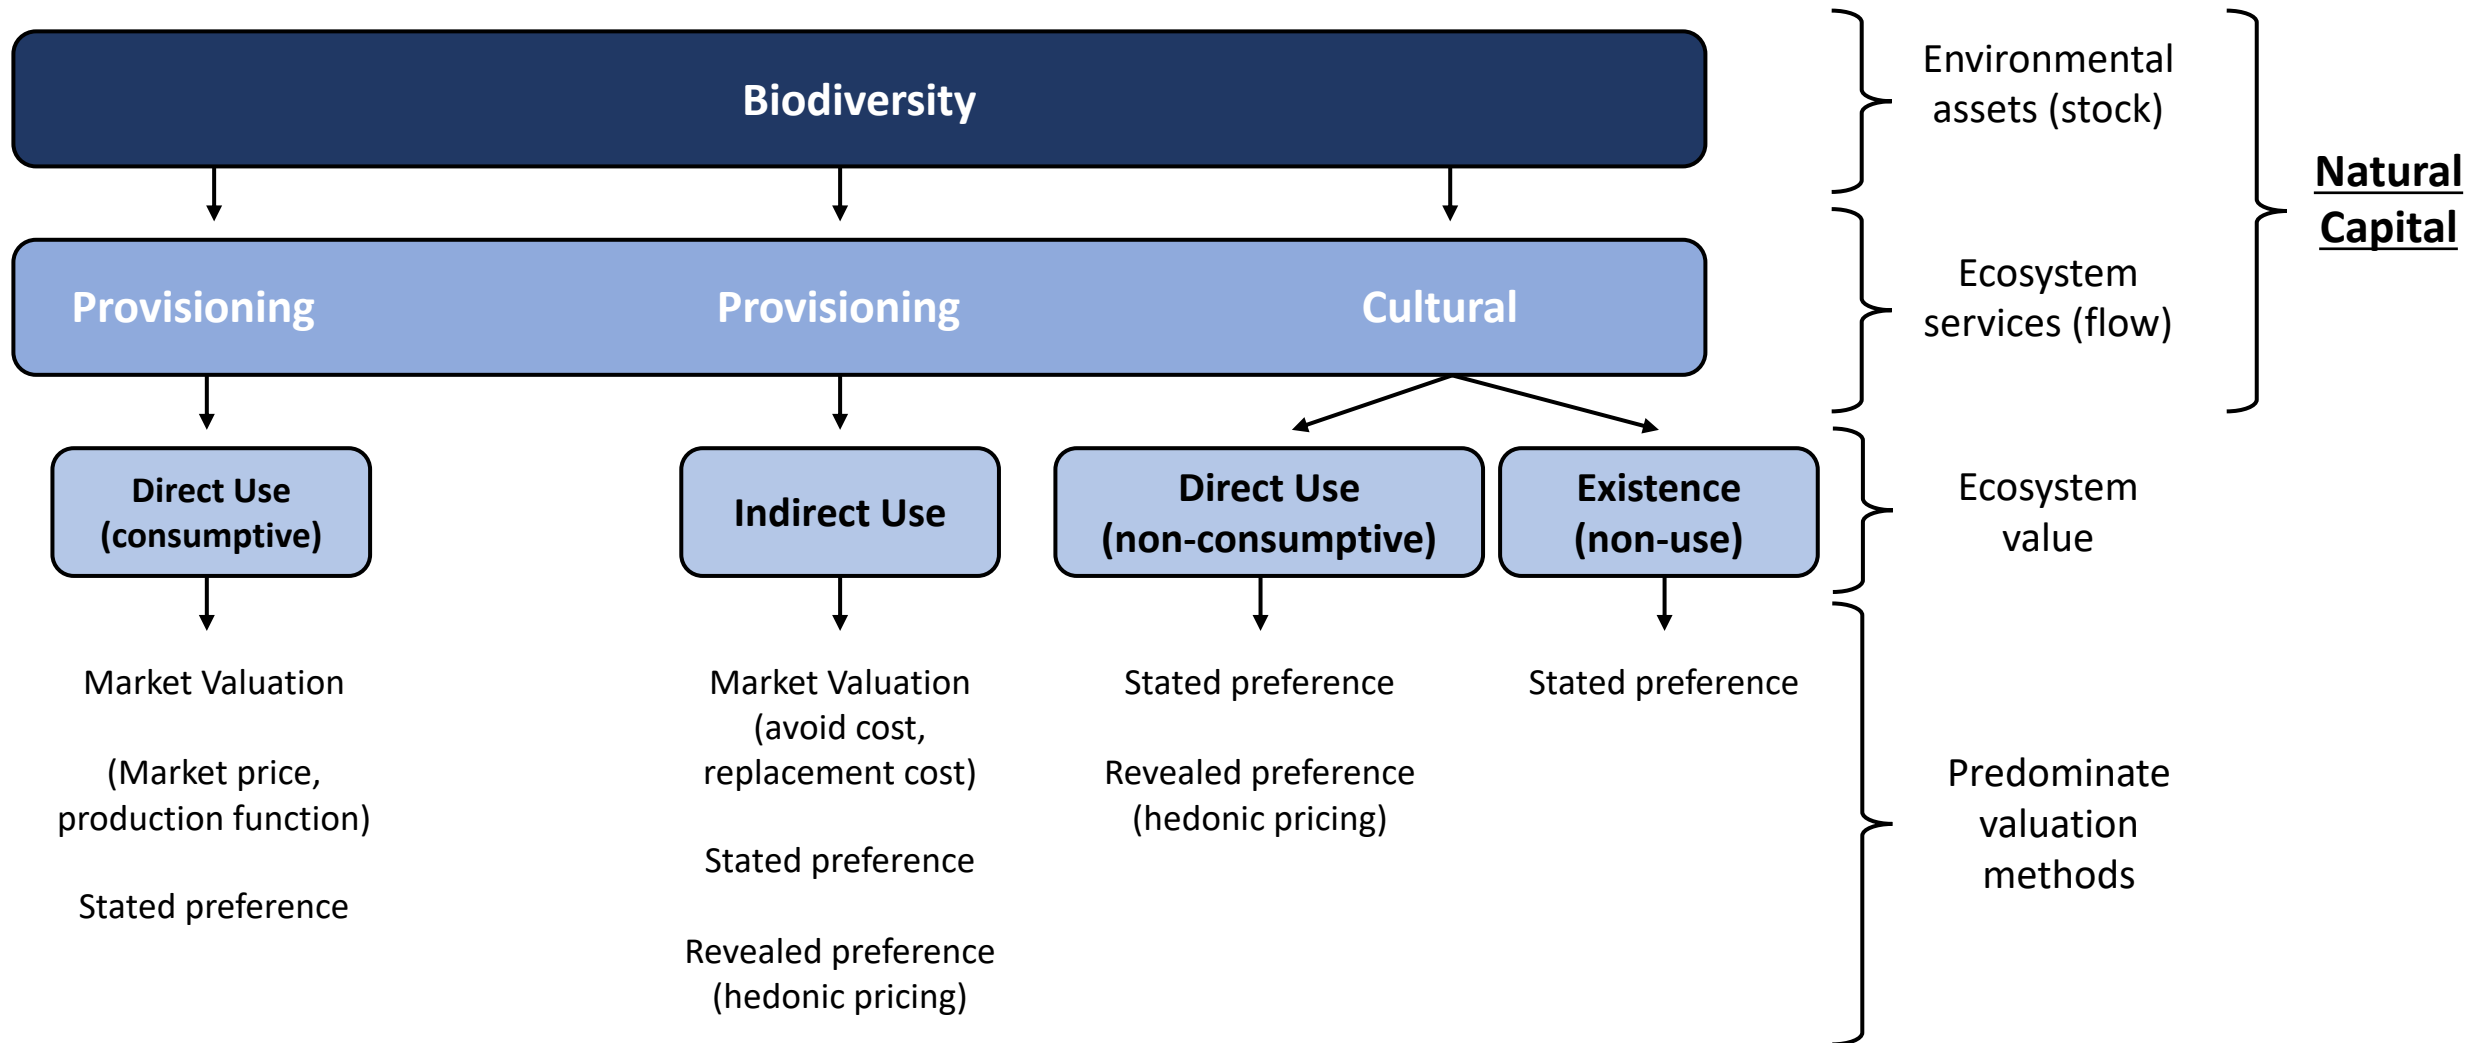 Biodiversity
Environmental
assets (stock)
Natural
Capital
Provisioning
Provisioning
Cultural
Ecosystem
services (flow)
Direct Use
(consumptive)
Indirect Use
Direct Use
(non-consumptive)
Existence
(non-use)
Ecosystem
value
Market Valuation
(Market price,
production function)
Stated preference
Market Valuation
(avoid cost,
replacement cost)
Stated preference
Revealed preference
(hedonic pricing)
Stated preference
Revealed preference
(hedonic pricing)
Stated preference
Predominate
valuation
methods